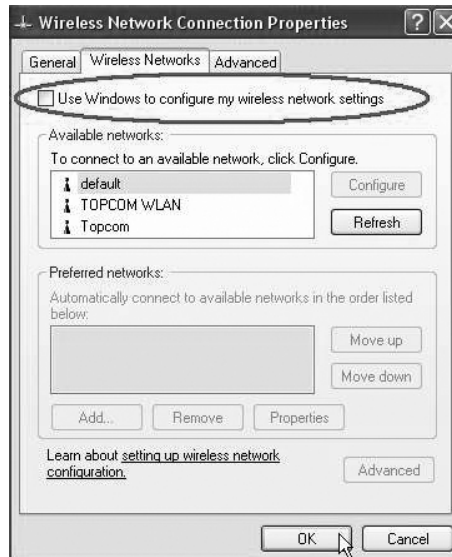 Wireless Network Connection Properties
General Wireless Networks Advanced
Use Windows to configure my wireless network settings
Available networks:
To connect to an available network, click Configure.
default
TOPCOM WLAN
Topcom
Configure
Refresh
Preferred networks:
Automatically connect to available networks in the order listed
below:
Move up
Move down
Add... Remove Properties
Learn about setting up wireless network
configuration.
Advanced
OK Cancel